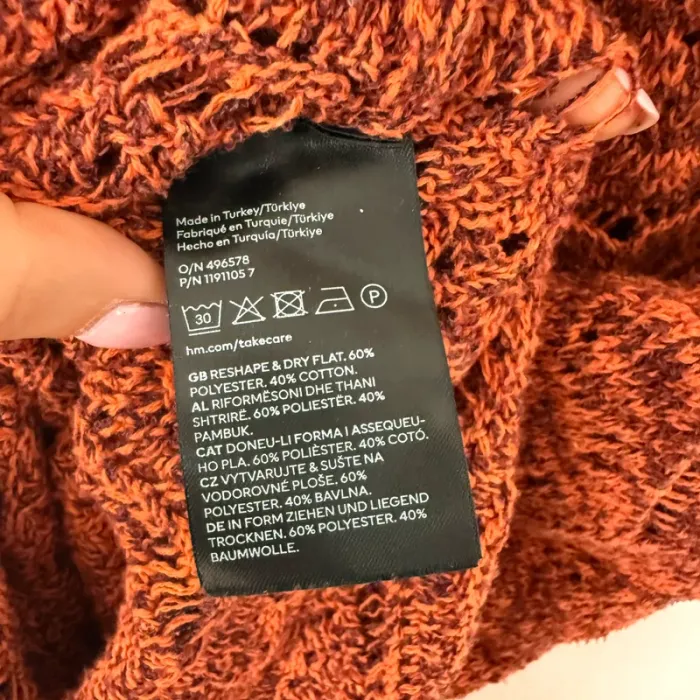 Made in Turkey/Türkiye
Fabriqué en Turquie/Türkiye
Hecho en Turquía/Türkiye
O/N 496578
P/N 1191105 7
30 P
hm.com/takecare
GB RESHAPE & DRY FLAT. 60%
POLYESTER. 40% COTTON.
AL RIFORMËSONI DHE THANI
SHTRIRË. 60% POLIESTËR. 40%
PAMBUK.
CAT DONEU-LI FORMA I ASSEQUEU-
HO PLA. 60% POLIÈSTER. 40% COTÓ.
CZ VYTVARUJTE & SUŠTE NA
VODOROVNÉ PLOŠE. 60%
POLYESTER. 40% BAVLNA.
DE IN FORM ZIEHEN UND LIEGEND
TROCKNEN. 60% POLYESTER. 40%
BAUMWOLLE.